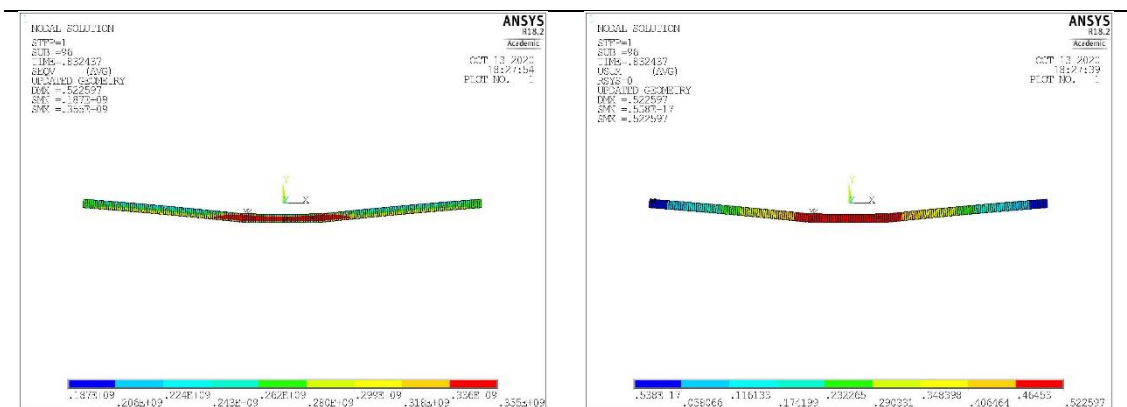 NODAL SOLUTION
STEP=1
SUB =96
TIME=.832437
SEQV (AVG)
UPDATED GEOMETRY
DMX =.522597
SMN =.187E+09
SMX =.355E+09
ANSYS
R18.2
Academic
OCT 13 2020
18:27:54
PLOT NO. 1
Y
X
.187E+09 .224E+09 .262E+09 .299E+09 .336E+09
.206E+09 .243E+09 .280E+09 .318E+09 .355E+09
NODAL SOLUTION
STEP=1
SUB =96
TIME=.832437
USUM (AVG)
RSYS=0
UPDATED GEOMETRY
DMX =.522597
SMN =.538E-17
SMX =.522597
ANSYS
R18.2
Academic
OCT 13 2020
18:27:39
PLOT NO. 1
Y
X
.538E-17 .116133 .232265 .348398 .46453
.058066 .174199 .290331 .406464 .522597